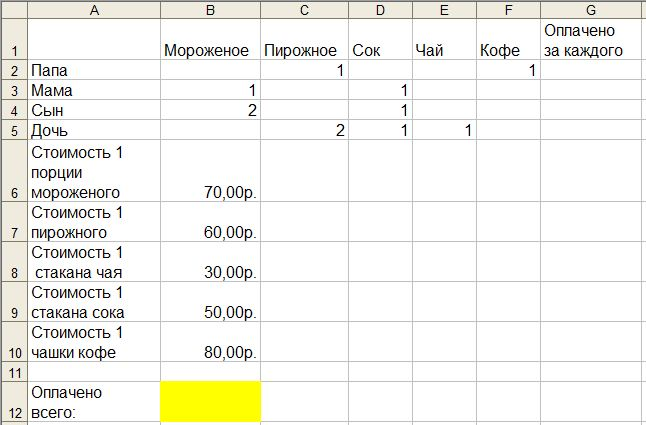 A B C D E F G
1 Мороженое Пирожное Сок Чай Кофе Оплачено
за каждого
2 Папа 1 1
3 Мама 1 1
4 Сын 2 1
5 Дочь 2 1 1
Стоимость 1
порции
6 мороженого 70,00р.
Стоимость 1
7 пирожного 60,00р.
Стоимость 1
8 стакана чая 30,00р.
Стоимость 1
9 стакана сока 50,00р.
Стоимость 1
10 чашки кофе 80,00р.
11
Оплачено
12 всего: